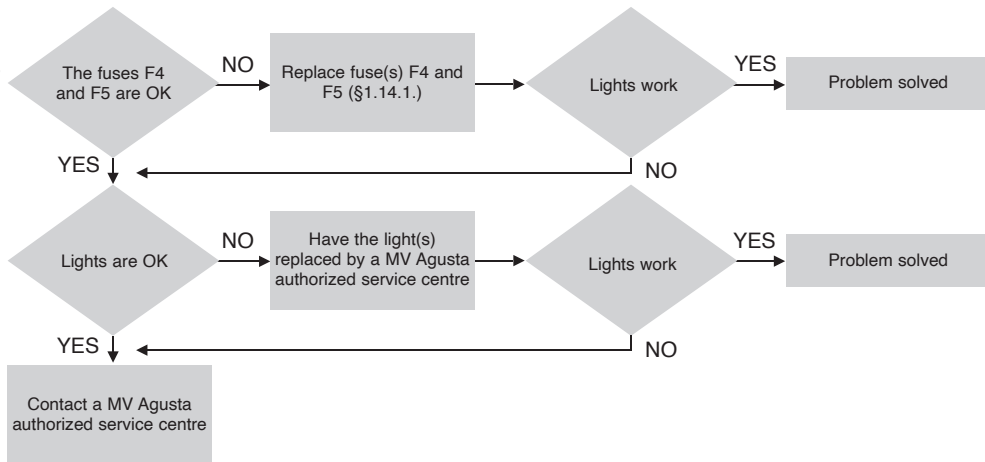 The fuses F4
and F5 are OK
NO
Replace fuse(s) F4 and
F5 (§1.14.1.)
Lights work
YES
Problem solved
YES
NO
Lights are OK
NO
Have the light(s)
replaced by a MV Agusta
authorized service centre
Lights work
YES
Problem solved
YES
NO
Contact a MV Agusta
authorized service centre